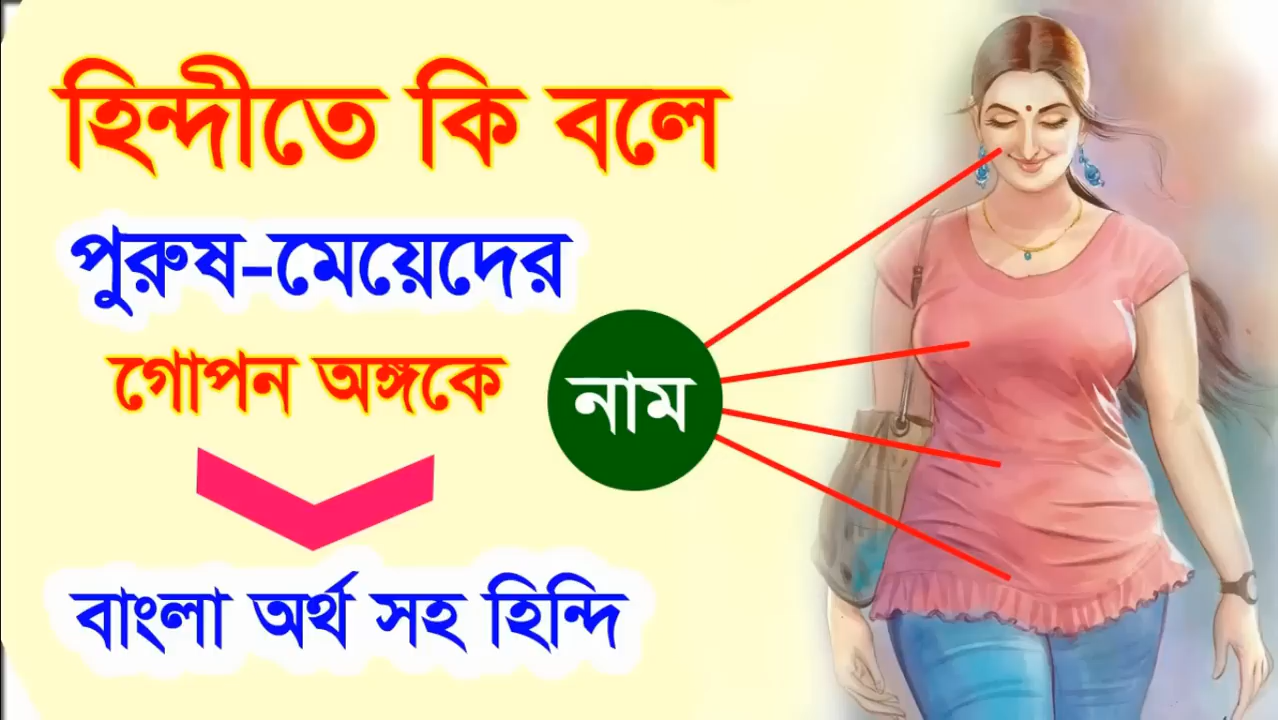 হিন্দীতে কি বলে
পুরুষ-মেয়েদের
গোপন অঙ্গকে
নাম
বাংলা অর্থ সহ হিন্দি